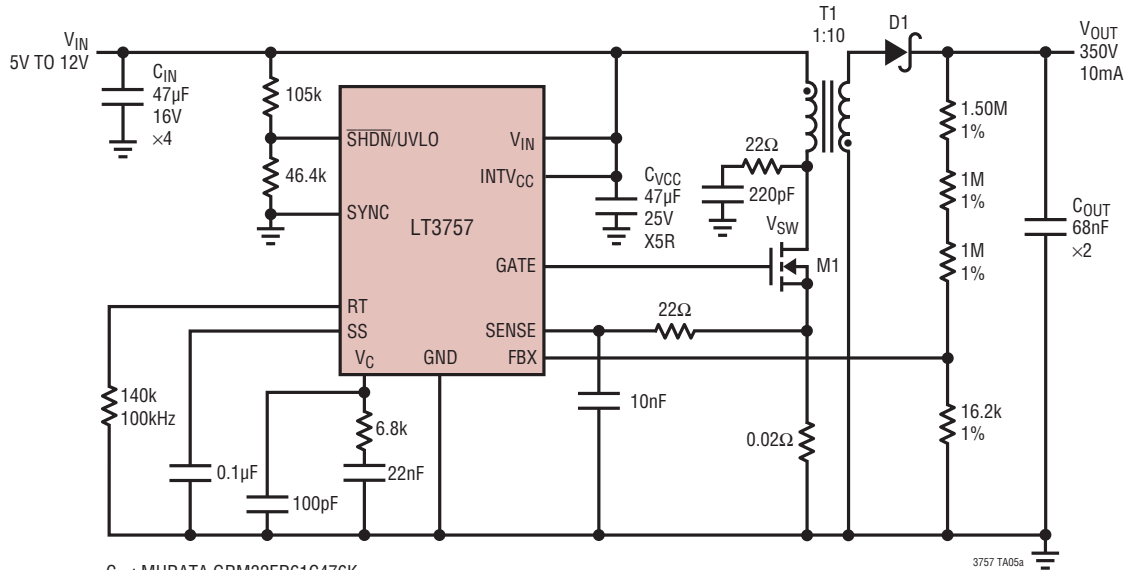 V_IN
5V TO 12V
C_IN
47µF
16V
×4
105k
46.4k
SHDN/UVLO
SYNC
LT3757
V_IN
INTV_CC
GATE
RT
SS
V_C
GND
SENSE
FBX
C_VCC
47µF
25V
X5R
T1
1:10
D1
V_OUT
350V
10mA
22Ω
220pF
V_SW
M1
1.50M
1%
1M
1%
1M
1%
C_OUT
68nF
×2
22Ω
10nF
0.02Ω
16.2k
1%
140k
100kHz
0.1µF
100pF
6.8k
22nF
3757 TA05a